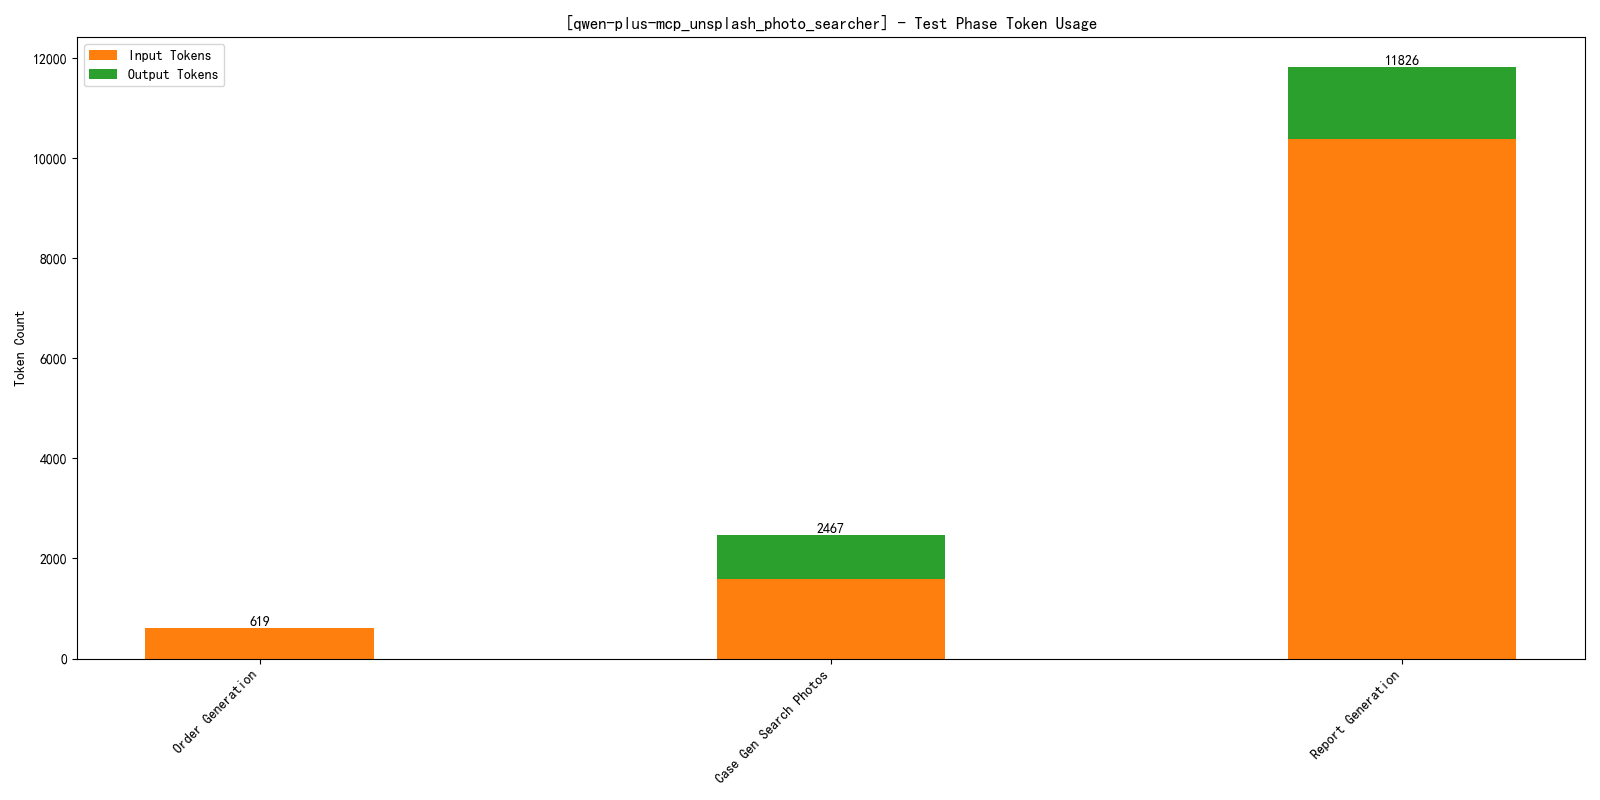 [qwen-plus-mcp_unsplash_photo_searcher] - Test Phase Token Usage
Input Tokens
Output Tokens
Token Count
12000
10000
8000
6000
4000
2000
0
619
2467
11826
Order Generation
Case Gen Search Photos
Report Generation